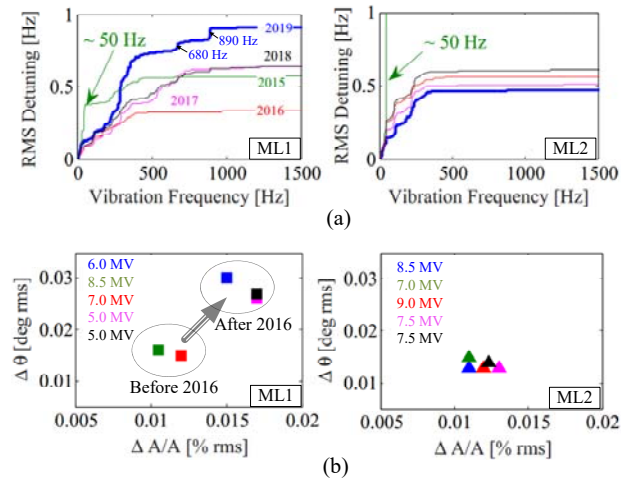 RMS Detuning [Hz]
1
0.5
0
~ 50 Hz
890 Hz
680 Hz
2019
2018
2015
2017
2016
ML1
0 500 1000 1500
Vibration Frequency [Hz]
RMS Detuning [Hz]
1
0.5
0
~ 50 Hz
ML2
0 500 1000 1500
Vibration Frequency [Hz]
(a)
Δ θ [deg rms]
0.03
0.02
0.01
6.0 MV
8.5 MV
7.0 MV
5.0 MV
5.0 MV
After 2016
Before 2016
ML1
0.005 0.01 0.015 0.02
Δ A/A [% rms]
Δ θ [deg rms]
0.03
0.02
0.01
8.5 MV
7.0 MV
9.0 MV
7.5 MV
7.5 MV
ML2
0.005 0.01 0.015 0.02
Δ A/A [% rms]
(b)